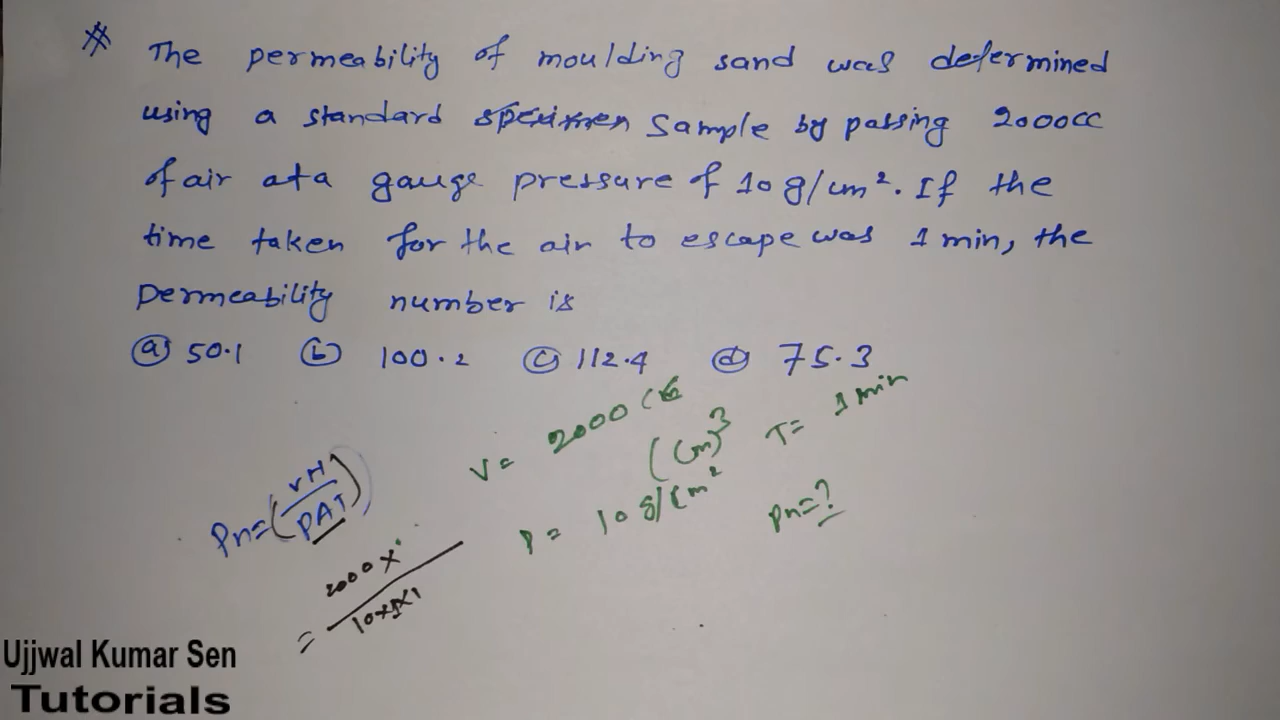 The permeability of moulding sand was determined
using a standard sample by passing 2000cc
of air at a gauge pressure of 10 g/cm². If the
time taken for the air to escape was 1 min, the
permeability number is
ⓐ 50.1 ⓑ 100.2 ⓒ 112.4 ⓓ 75.3
V = 2000 cc
(cm)³ T = 1 min
Pn = (VH/PAT)
P = 10 g/cm² Pn = ?
= 2000 ×
10×1
Ujjwal Kumar Sen
Tutorials